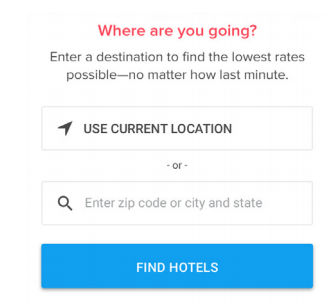 Where are you going?
Enter a destination to find the lowest rates
possible—no matter how last minute.
USE CURRENT LOCATION
- or -
Enter zip code or city and state
FIND HOTELS